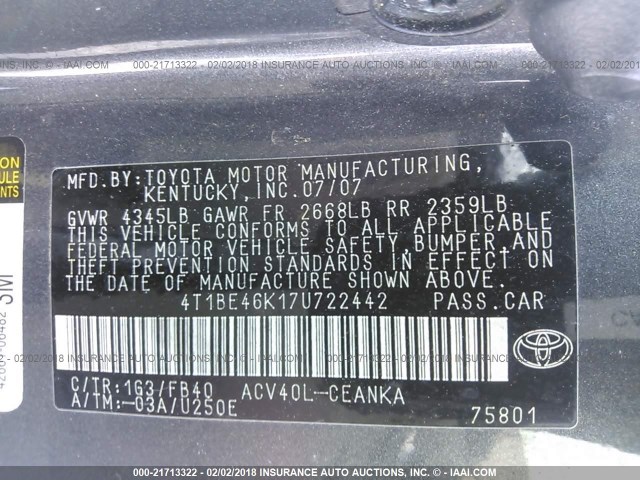 000-21713322 - 02/02/2018 INSURANCE AUTO AUCTIONS, INC. © - IAAI.COM
MFD.BY:TOYOTA MOTOR MANUFACTURING,
KENTUCKY,INC.07/07
GVWR 4345LB GAWR FR 2668LB RR 2359LB
THIS VEHICLE CONFORMS TO ALL APPLICABLE
FEDERAL MOTOR VEHICLE SAFETY,BUMPER,AND
THEFT PREVENTION STANDARDS IN EFFECT ON
THE DATE OF MANUFACTURE SHOWN ABOVE.
4T1BE46K17U722442 PASS.CAR
TOYOTA
C/TR:1G3/FB40 ACV40L-CEANKA
A/TM:-03A/U250E
75801
SM
000-21713322 - 02/02/2018 INSURANCE AUTO AUCTIONS, INC. © - IAAI.COM